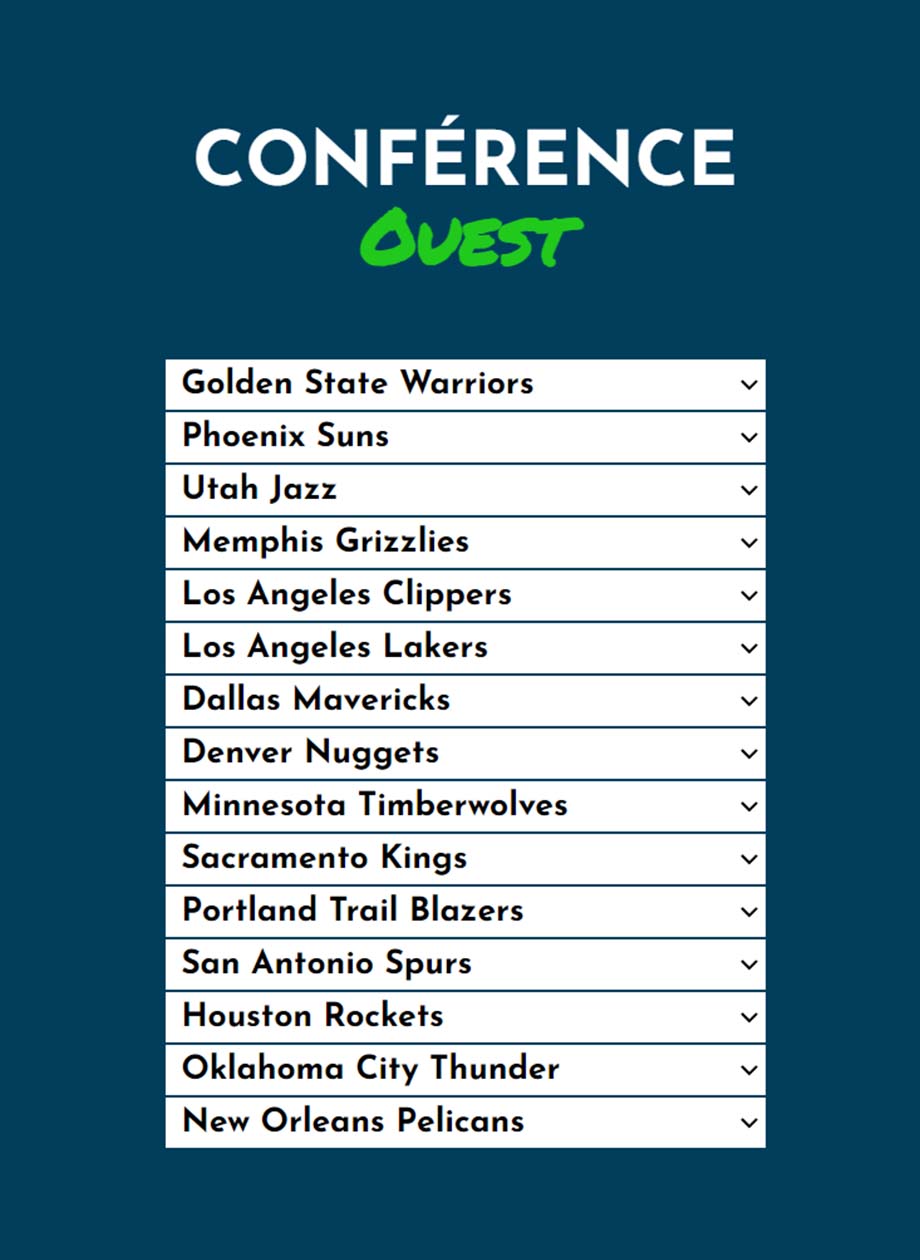 CONFÉRENCE
OUEST
Golden State Warriors
Phoenix Suns
Utah Jazz
Memphis Grizzlies
Los Angeles Clippers
Los Angeles Lakers
Dallas Mavericks
Denver Nuggets
Minnesota Timberwolves
Sacramento Kings
Portland Trail Blazers
San Antonio Spurs
Houston Rockets
Oklahoma City Thunder
New Orleans Pelicans